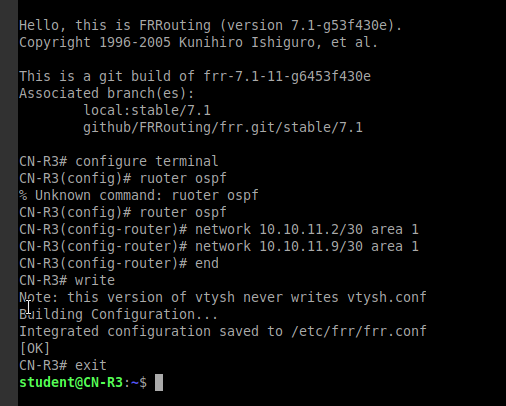 Hello, this is FRRouting (version 7.1-g53f430e).
Copyright 1996-2005 Kunihiro Ishiguro, et al.
This is a git build of frr-7.1-11-g6453f430e
Associated branch(es):
local:stable/7.1
github/FRRouting/frr.git/stable/7.1
CN-R3# configure terminal
CN-R3(config)# ruoter ospf
% Unknown command: ruoter ospf
CN-R3(config)# router ospf
CN-R3(config-router)# network 10.10.11.2/30 area 1
CN-R3(config-router)# network 10.10.11.9/30 area 1
CN-R3(config-router)# end
CN-R3# write
Note: this version of vtysh never writes vtysh.conf
Building Configuration...
Integrated configuration saved to /etc/frr/frr.conf
[OK]
CN-R3# exit
student@CN-R3:~$